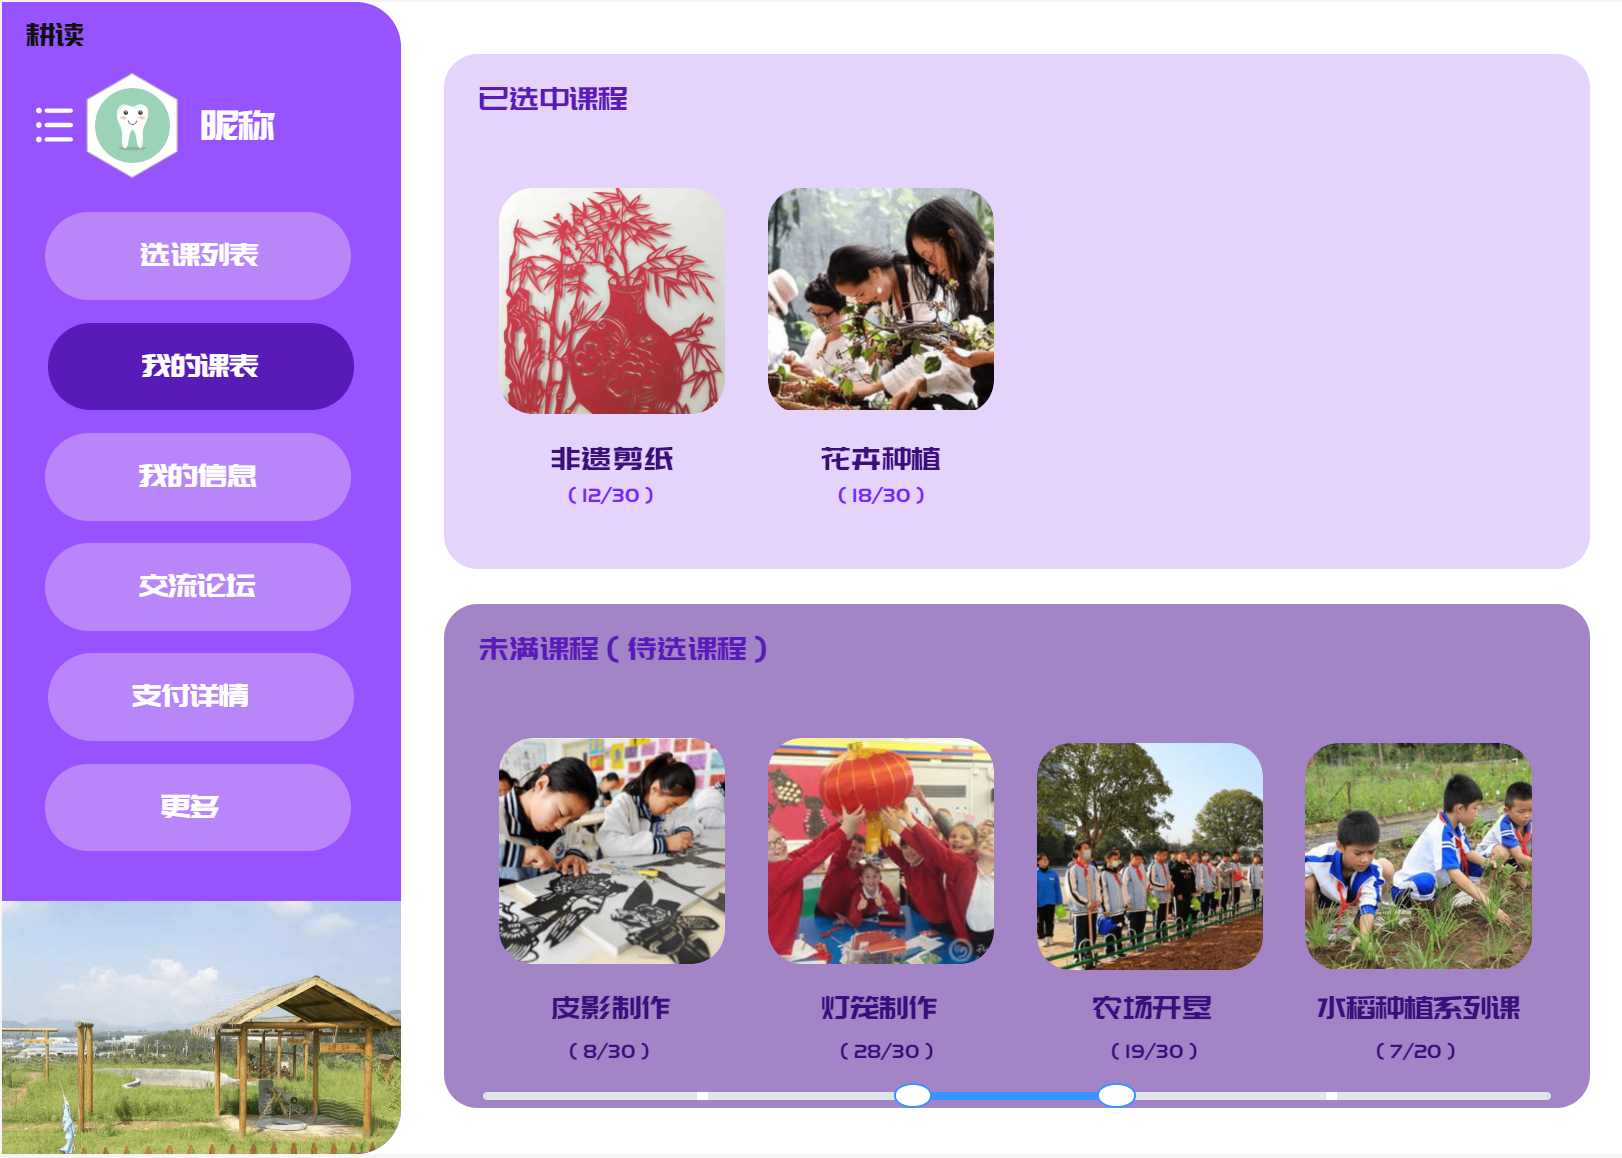 耕读
昵称
选课列表
我的课表
我的信息
交流论坛
支付详情
更多
已选中课程
非遗剪纸
(12/30)
花卉种植
(18/30)
未满课程(待选课程)
皮影制作
(8/30)
灯笼制作
(28/30)
农场开垦
(19/30)
水稻种植系列课
(7/20)